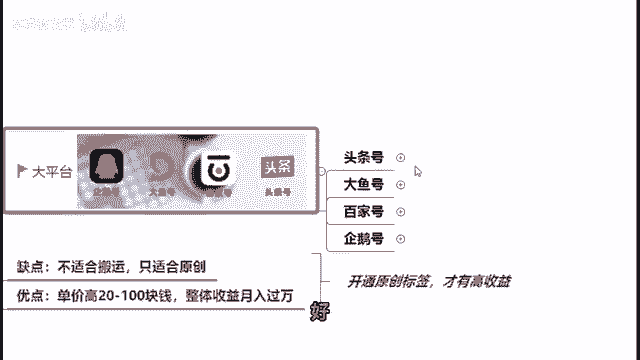 大平台
头条
头条号
大鱼号
百家号
企鹅号
缺点：不适合搬运，只适合原创
优点：单价高20-100块钱，整体收益月入过万
开通原创标签，才有高收益
好